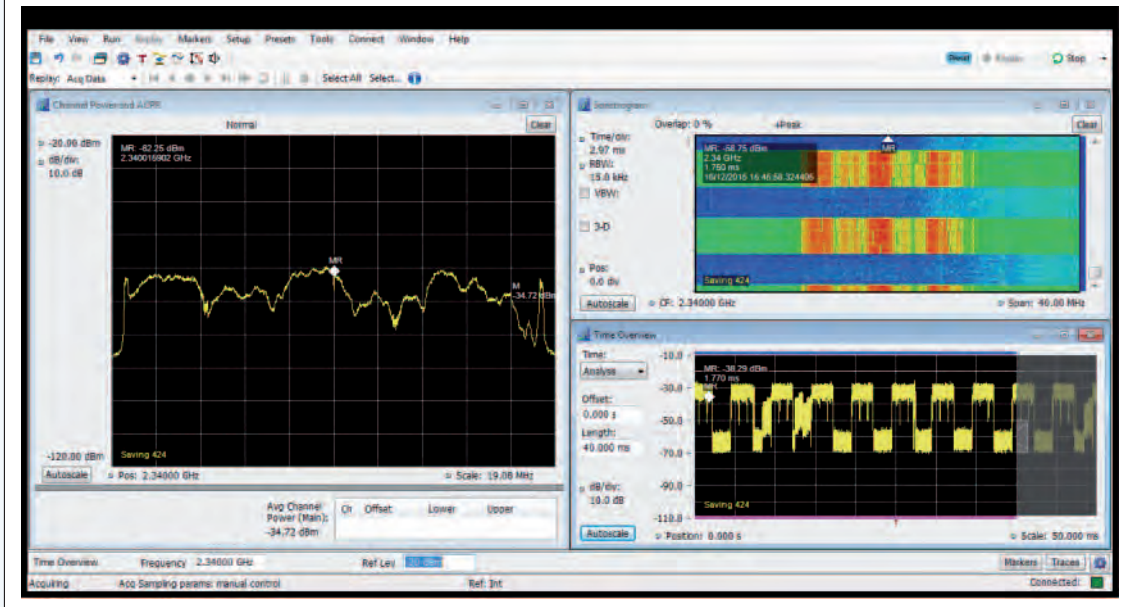 File View Run Replay Markers Setup Presets Tools Connect Window Help
Preset Stop
Replay: Acq Data Select All Select...
Channel Power and ACPR
Normal
Clear
-20.00 dBm
dB/div:
10.0 dB
MR: -62.25 dBm
2.340016902 GHz
MR
M
-34.72 dBm
Saving 424
-120.00 dBm
Autoscale
Pos: 2.34000 GHz
Scale: 19.08 MHz
Avg Channel
Power (Main):
-34.72 dBm
Ch Offset Lower Upper
Spectrogram
Overlap: 0 %
+Peak
Clear
Time/div:
2.97 ms
RBW:
15.0 kHz
VBW:
3-D
Pos:
0.0 div
Autoscale
MR: -58.75 dBm
2.34 GHz
1.750 ms
MR
Saving 424
CF: 2.34000 GHz
Span: 40.00 MHz
Time Overview
Time:
Analysis
Offset:
0.000 s
Length:
40.000 ms
dB/div:
10.0 dB
Autoscale
-10.0
-30.0
-50.0
-70.0
-90.0
-110.0
MR: -38.29 dBm
1.770 ms
MR
Saving 424
Position: 0.000 s
Scale: 50.000 ms
Time Overview Frequency 2.34000 GHz Ref Lev Markers Traces
Acquiring Acq Sampling params: manual control Ref: Int Connected: